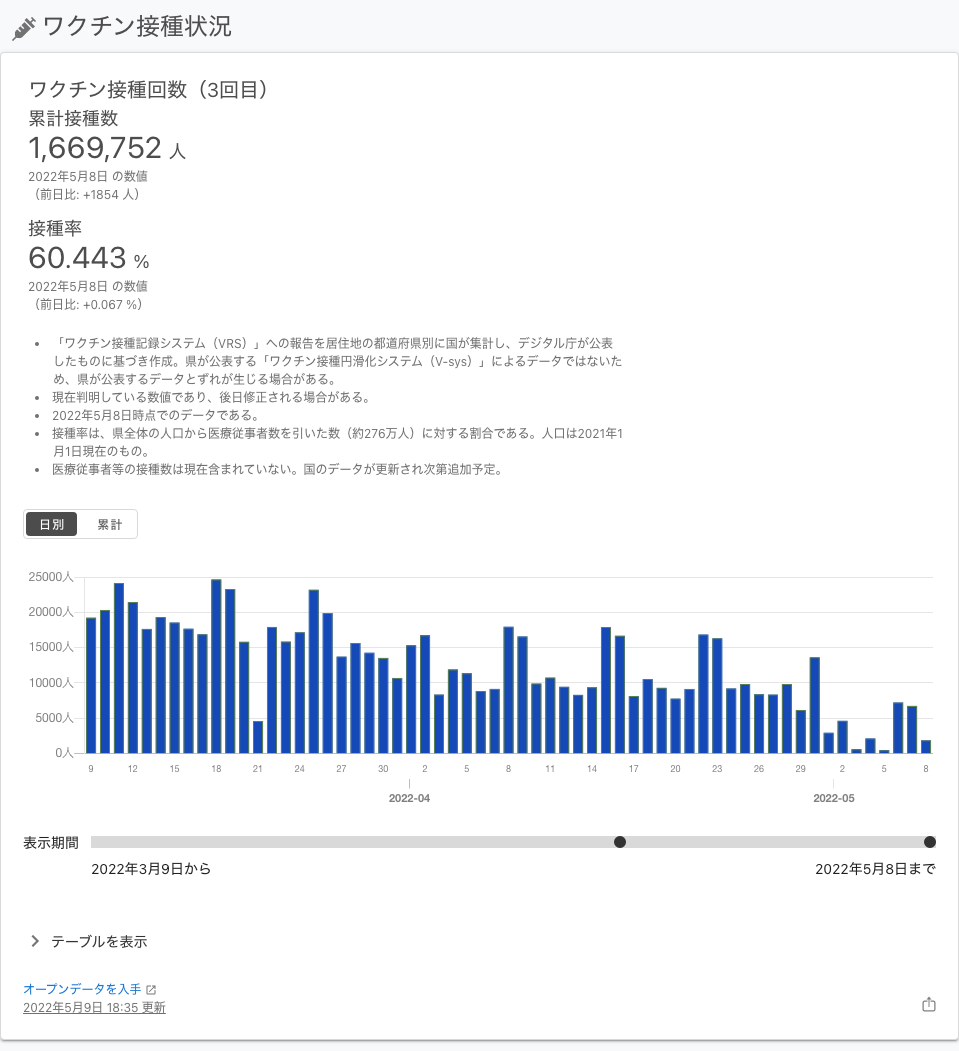 ワクチン接種状況
ワクチン接種回数（3回目）
累計接種数
1,669,752 人
2022年5月8日 の数値
（前日比: +1854 人）
接種率
60.443 %
2022年5月8日 の数値
（前日比: +0.067 %）
• 「ワクチン接種記録システム（VRS）」への報告を居住地の都道府県別に国が集計し、デジタル庁が公表
したものに基づき作成。県が公表する「ワクチン接種円滑化システム（V-sys）」によるデータではないた
め、県が公表するデータとずれが生じる場合がある。
• 現在判明している数値であり、後日修正される場合がある。
• 2022年5月8日時点でのデータである。
• 接種率は、県全体の人口から医療従事者数を引いた数（約276万人）に対する割合である。人口は2021年1
月1日現在のもの。
• 医療従事者等の接種数は現在含まれていない。国のデータが更新され次第追加予定。
日別 累計
25000人
20000人
15000人
10000人
5000人
0人
9 12 15 18 21 24 27 30 2 5 8 11 14 17 20 23 26 29 2 5 8
2022-04 2022-05
表示期間
2022年3月9日から 2022年5月8日まで
テーブルを表示
オープンデータを入手
2022年5月9日 18:35 更新